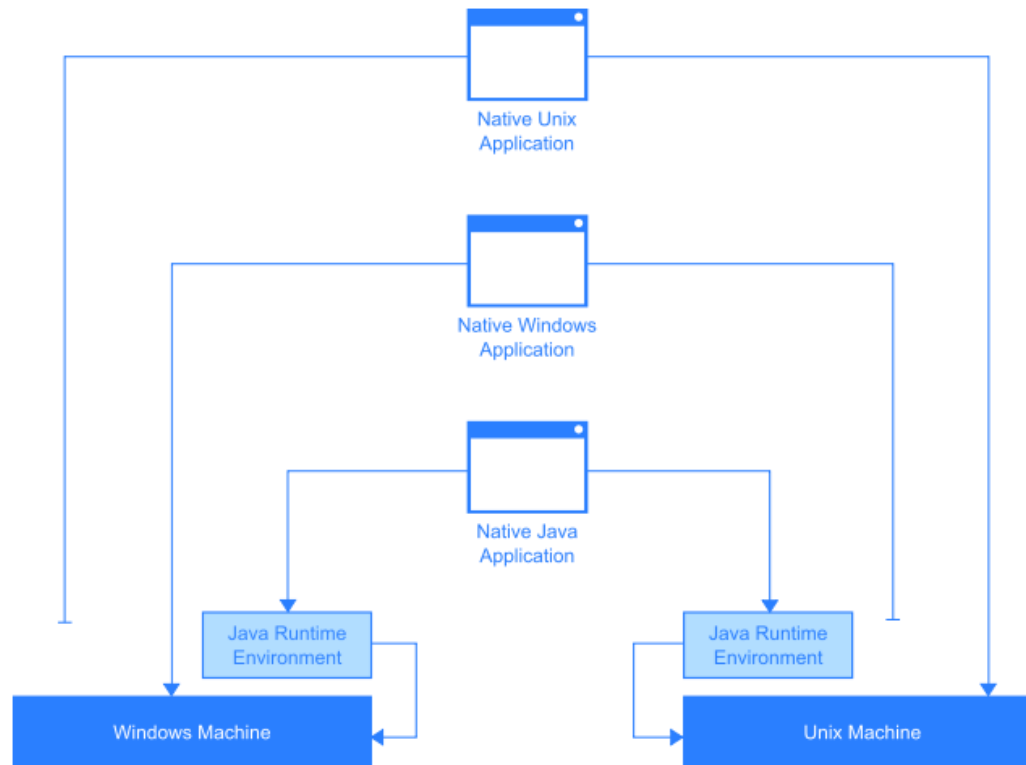 Native Unix
Application
Native Windows
Application
Native Java
Application
Java Runtime
Environment
Java Runtime
Environment
Windows Machine
Unix Machine